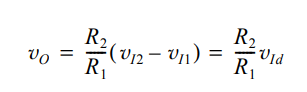 v_O = \frac{R_2}{R_1}(v_{I2} - v_{I1}) = \frac{R_2}{R_1}v_{Id}